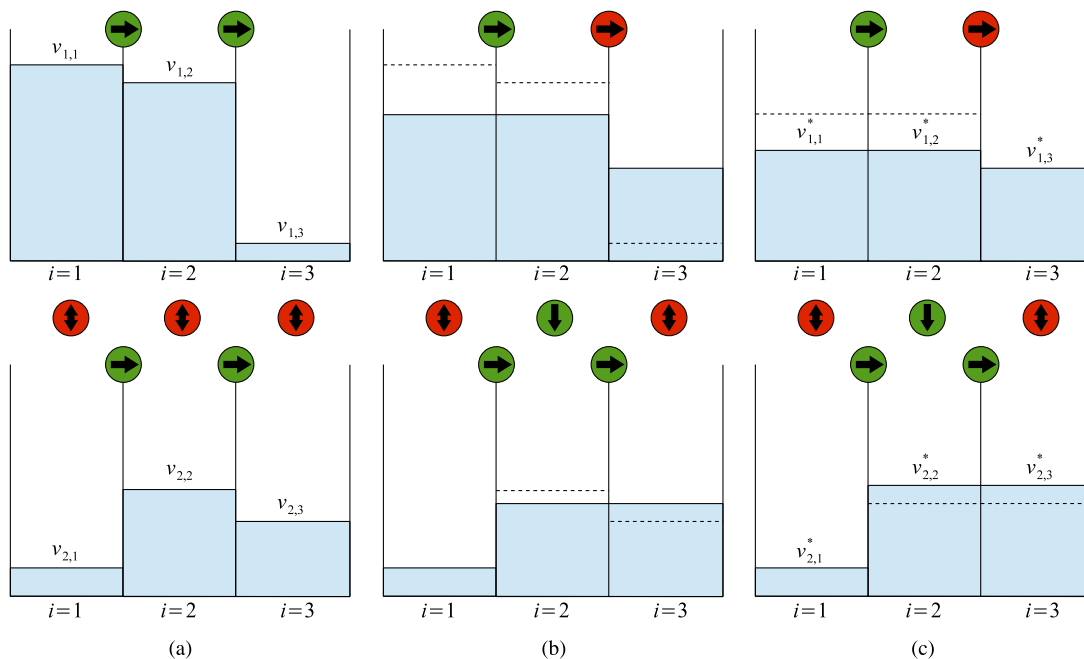 v1,1
v1,2
v1,3
i=1 i=2 i=3
i=1 i=2 i=3
v*1,1 v*1,2 v*1,3
i=1 i=2 i=3
v2,1
v2,2
v2,3
i=1 i=2 i=3
i=1 i=2 i=3
v*2,1
v*2,2 v*2,3
i=1 i=2 i=3
(a) (b) (c)